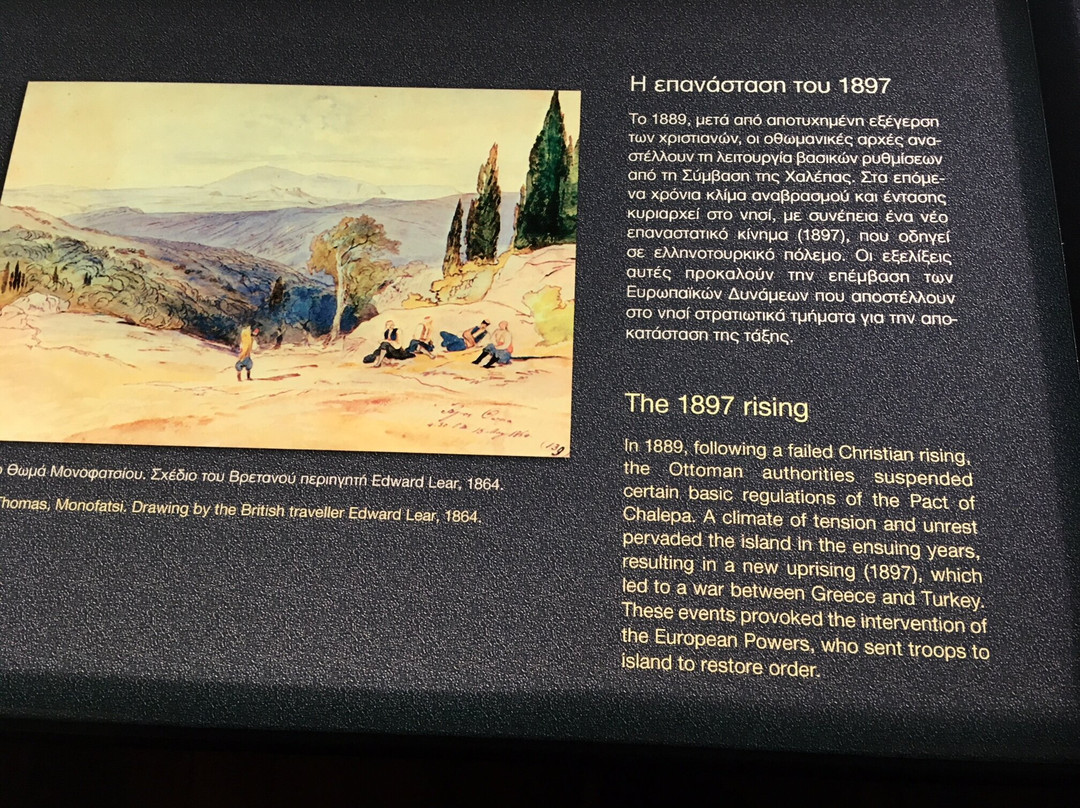 Η επανάσταση του 1897
Το 1889, μετά από αποτυχημένη εξέγερση
των χριστιανών, οι οθωμανικές αρχές ανα-
στέλλουν τη λειτουργία βασικών ρυθμίσεων
από τη Σύμβαση της Χαλέπας. Στα επόμε-
να χρόνια κλίμα αναβρασμού και έντασης
κυριαρχεί στο νησί, με συνέπεια ένα νέο
επαναστατικό κίνημα (1897), που οδηγεί
σε ελληνοτουρκικό πόλεμο. Οι εξελίξεις
αυτές προκαλούν την επέμβαση των
Ευρωπαϊκών Δυνάμεων που αποστέλλουν
στο νησί στρατιωτικά τμήματα για την απο-
κατάσταση της τάξης.
The 1897 rising
In 1889, following a failed Christian rising,
the Ottoman authorities suspended
certain basic regulations of the Pact of
Chalepa. A climate of tension and unrest
pervaded the island in the ensuing years,
resulting in a new uprising (1897), which
led to a war between Greece and Turkey.
These events provoked the intervention of
the European Powers, who sent troops to
island to restore order.
Θωμά Μονοφατσίου. Σχέδιο του Βρετανού περιηγητή Edward Lear, 1864.
Thomas, Monofatsi. Drawing by the British traveller Edward Lear, 1864.
(139